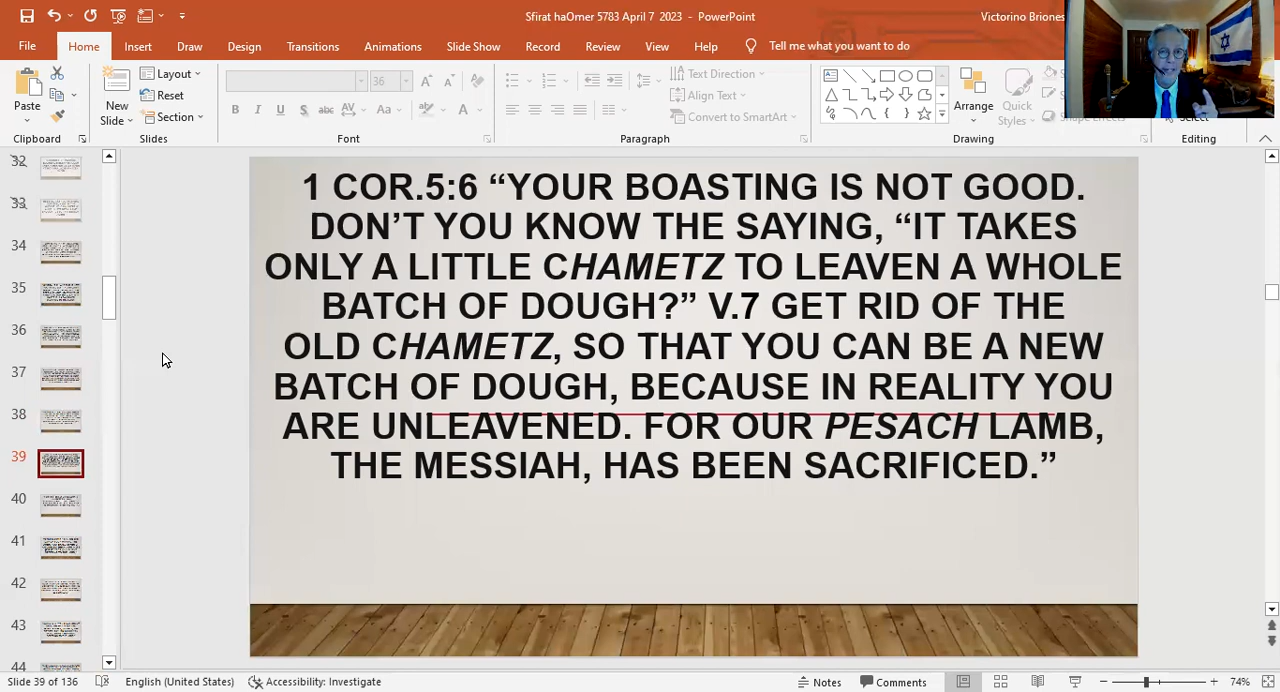 Sfirat haOmer 5783 April 7 2023 - PowerPoint
Victorino Briones
File Home Insert Draw Design Transitions Animations Slide Show Record Review View Help Tell me what you want to do
Paste
New
Slide
Layout
Reset
Section
36
B I U S abc AV Aa A
Text Direction
Align Text
Convert to SmartArt
Arrange
Quick
Styles
Select
Clipboard Slides Font Paragraph Drawing Editing
32
33
34
35
36
37
38
39
40
41
42
43
44
1 COR.5:6 “YOUR BOASTING IS NOT GOOD.
DON’T YOU KNOW THE SAYING, “IT TAKES
ONLY A LITTLE CHAMETZ TO LEAVEN A WHOLE
BATCH OF DOUGH?” V.7 GET RID OF THE
OLD CHAMETZ, SO THAT YOU CAN BE A NEW
BATCH OF DOUGH, BECAUSE IN REALITY YOU
ARE UNLEAVENED. FOR OUR PESACH LAMB,
THE MESSIAH, HAS BEEN SACRIFICED.”
Slide 39 of 136 English (United States) Accessibility: Investigate Notes Comments 74%